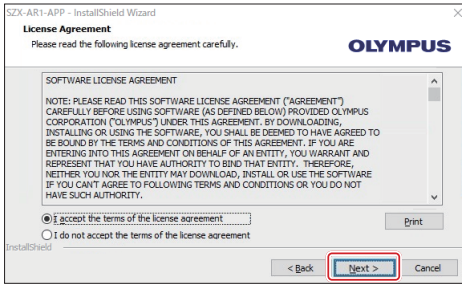 SZX-AR1-APP - InstallShield Wizard
License Agreement
Please read the following license agreement carefully.
OLYMPUS
SOFTWARE LICENSE AGREEMENT
NOTE: PLEASE READ THIS SOFTWARE LICENSE AGREEMENT ("AGREEMENT")
CAREFULLY BEFORE USING SOFTWARE (AS DEFINED BELOW) PROVIDED OLYMPUS
CORPORATION ("OLYMPUS") UNDER THIS AGREEMENT. BY DOWNLOADING,
INSTALLING OR USING THE SOFTWARE, YOU SHALL BE DEEMED TO HAVE AGREED TO
BE BOUND BY THE TERMS AND CONDITIONS OF THIS AGREEMENT. IF YOU ARE
ENTERING INTO THIS AGREEMENT ON BEHALF OF AN ENTITY, YOU WARRANT AND
REPRESENT THAT YOU HAVE AUTHORITY TO BIND THAT ENTITY. THEREFORE,
NEITHER YOU NOR THE ENTITY MAY DOWNLOAD, INSTALL OR USE THE SOFTWARE
IF YOU CAN'T AGREE TO FOLLOWING TERMS AND CONDITIONS OR YOU DO NOT
HAVE SUCH AUTHORITY.
I accept the terms of the license agreement
Print
I do not accept the terms of the license agreement
InstallShield
< Back
Next >
Cancel